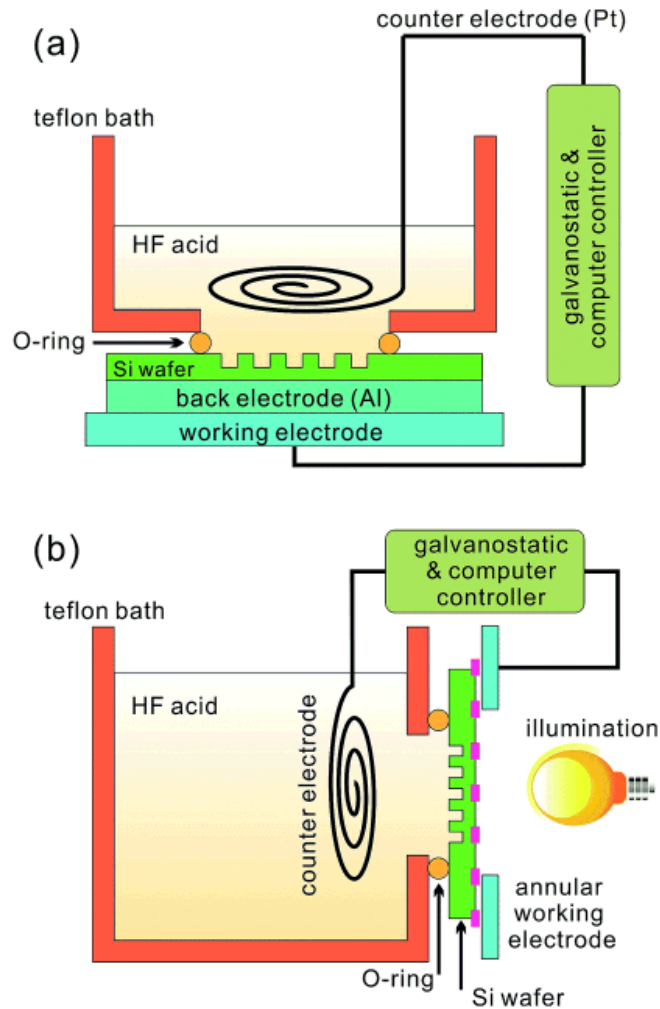 counter electrode (Pt)
(a)
teflon bath
galvanostatic &
computer controller
HF acid
O-ring
Si wafer
back electrode (Al)
working electrode
(b)
galvanostatic
& computer
controller
teflon bath
HF acid
counter electrode
illumination
annular
working
electrode
O-ring
Si wafer